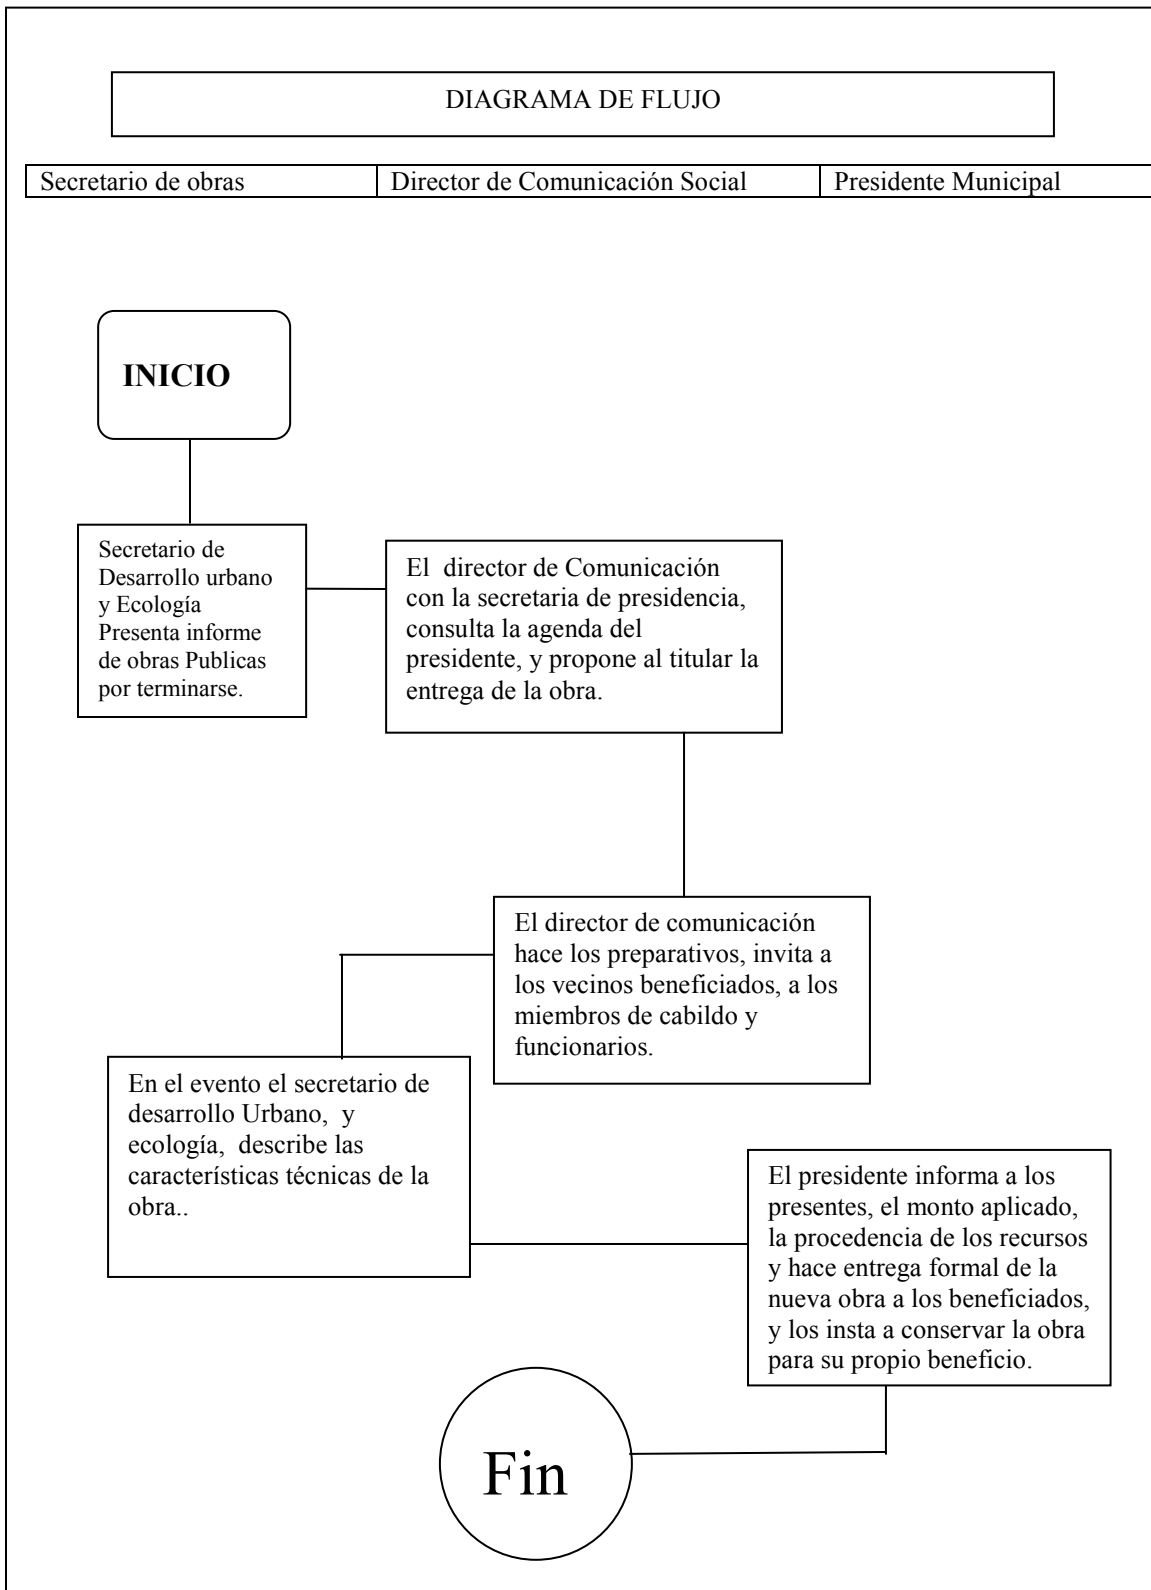 DIAGRAMA DE FLUJO
Secretario de obras
Director de Comunicación Social
Presidente Municipal
INICIO
Secretario de
Desarrollo urbano
y Ecología
Presenta informe
de obras Publicas
por terminarse.
El director de Comunicación
con la secretaria de presidencia,
consulta la agenda del
presidente, y propone al titular la
entrega de la obra.
El director de comunicación
hace los preparativos, invita a
los vecinos beneficiados, a los
miembros de cabildo y
funcionarios.
En el evento el secretario de
desarrollo Urbano, y
ecología, describe las
características técnicas de la
obra..
El presidente informa a los
presentes, el monto aplicado,
la procedencia de los recursos
y hace entrega formal de la
nueva obra a los beneficiados,
y los insta a conservar la obra
para su propio beneficio.
Fin